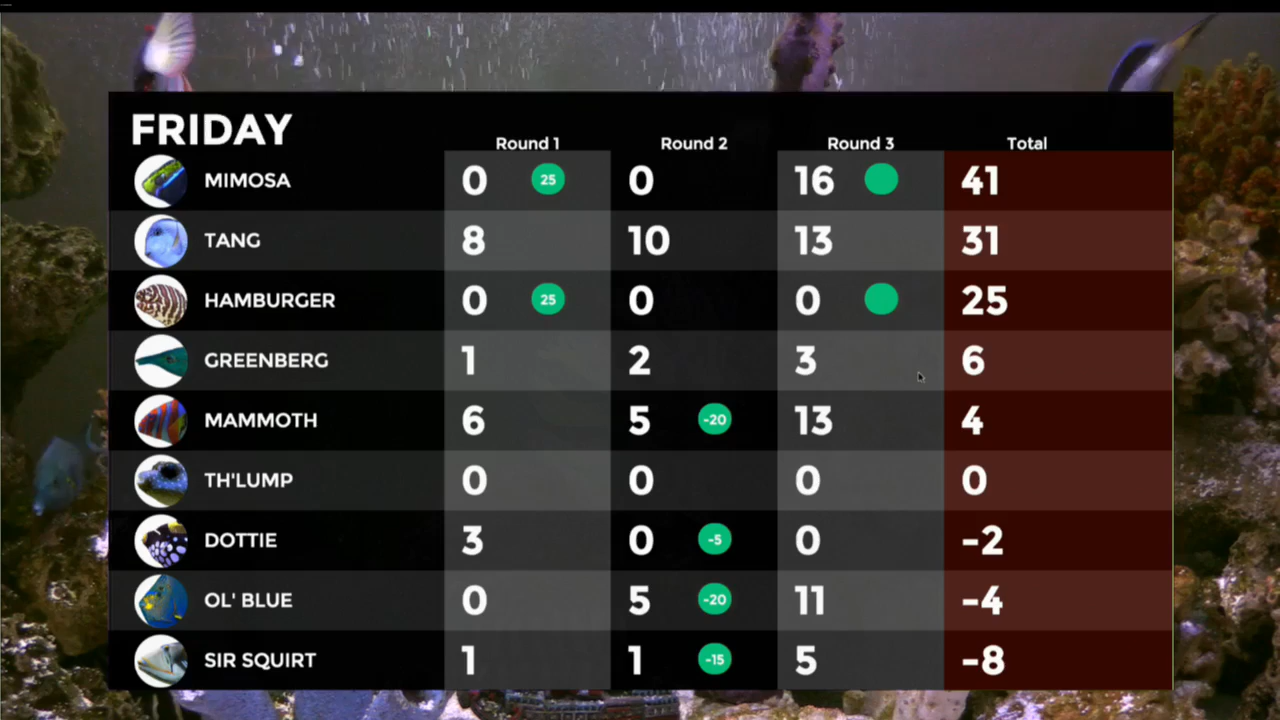 FRIDAY
Round 1 Round 2 Round 3 Total
MIMOSA 0 25 0 16 41
TANG 8 10 13 31
HAMBURGER 0 25 0 0 25
GREENBERG 1 2 3 6
MAMMOTH 6 5 -20 13 4
TH'LUMP 0 0 0 0
DOTTIE 3 0 -5 0 -2
OL' BLUE 0 5 -20 11 -4
SIR SQUIRT 1 1 -15 5 -8